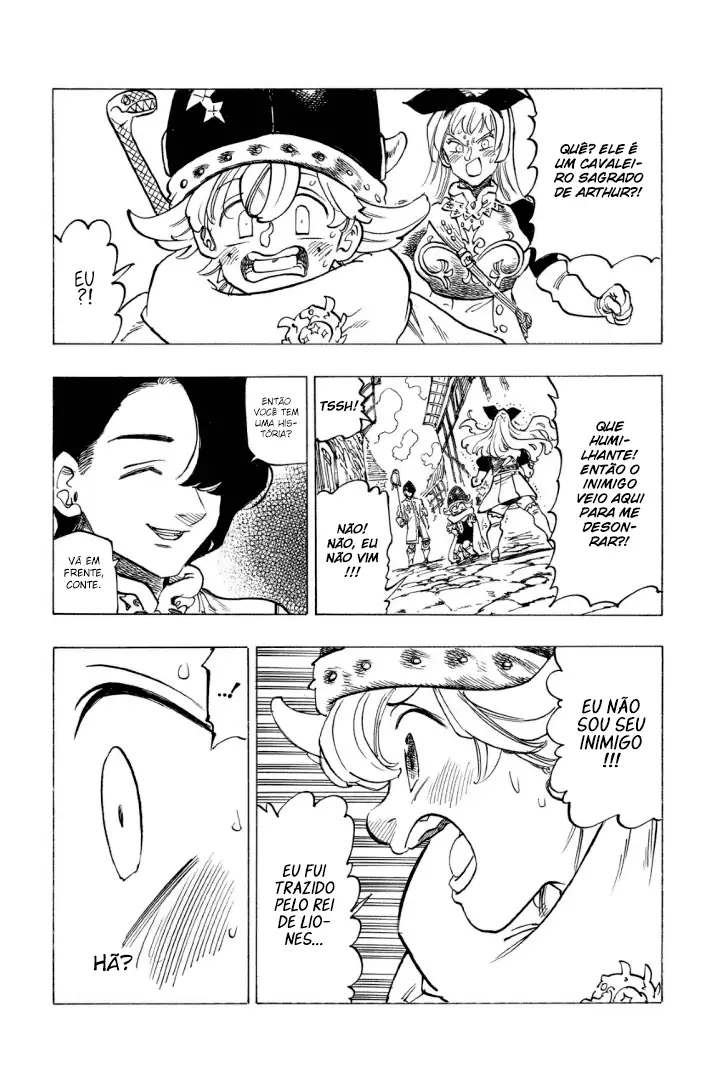 QUÊ? ELE É
UM CAVALEI-
RO SAGRADO
DE ARTHUR?!
EU
?!
QUE
HUMI-
LHANTE!
ENTÃO O
INIMIGO
VEIO AQUI
PARA ME
DESON-
RAR?!
TSSH!
NÃO!
NÃO, EU
NÃO VIM
!!!
ENTÃO
VOCÊ TEM
UMA HIS-
TÓRIA?
VÁ EM
FRENTE,
CONTE.
EU NÃO
SOU SEU
INIMIGO
!!!
EU FUI
TRAZIDO
PELO REI
DE LIO-
NES...
...!
HÃ?